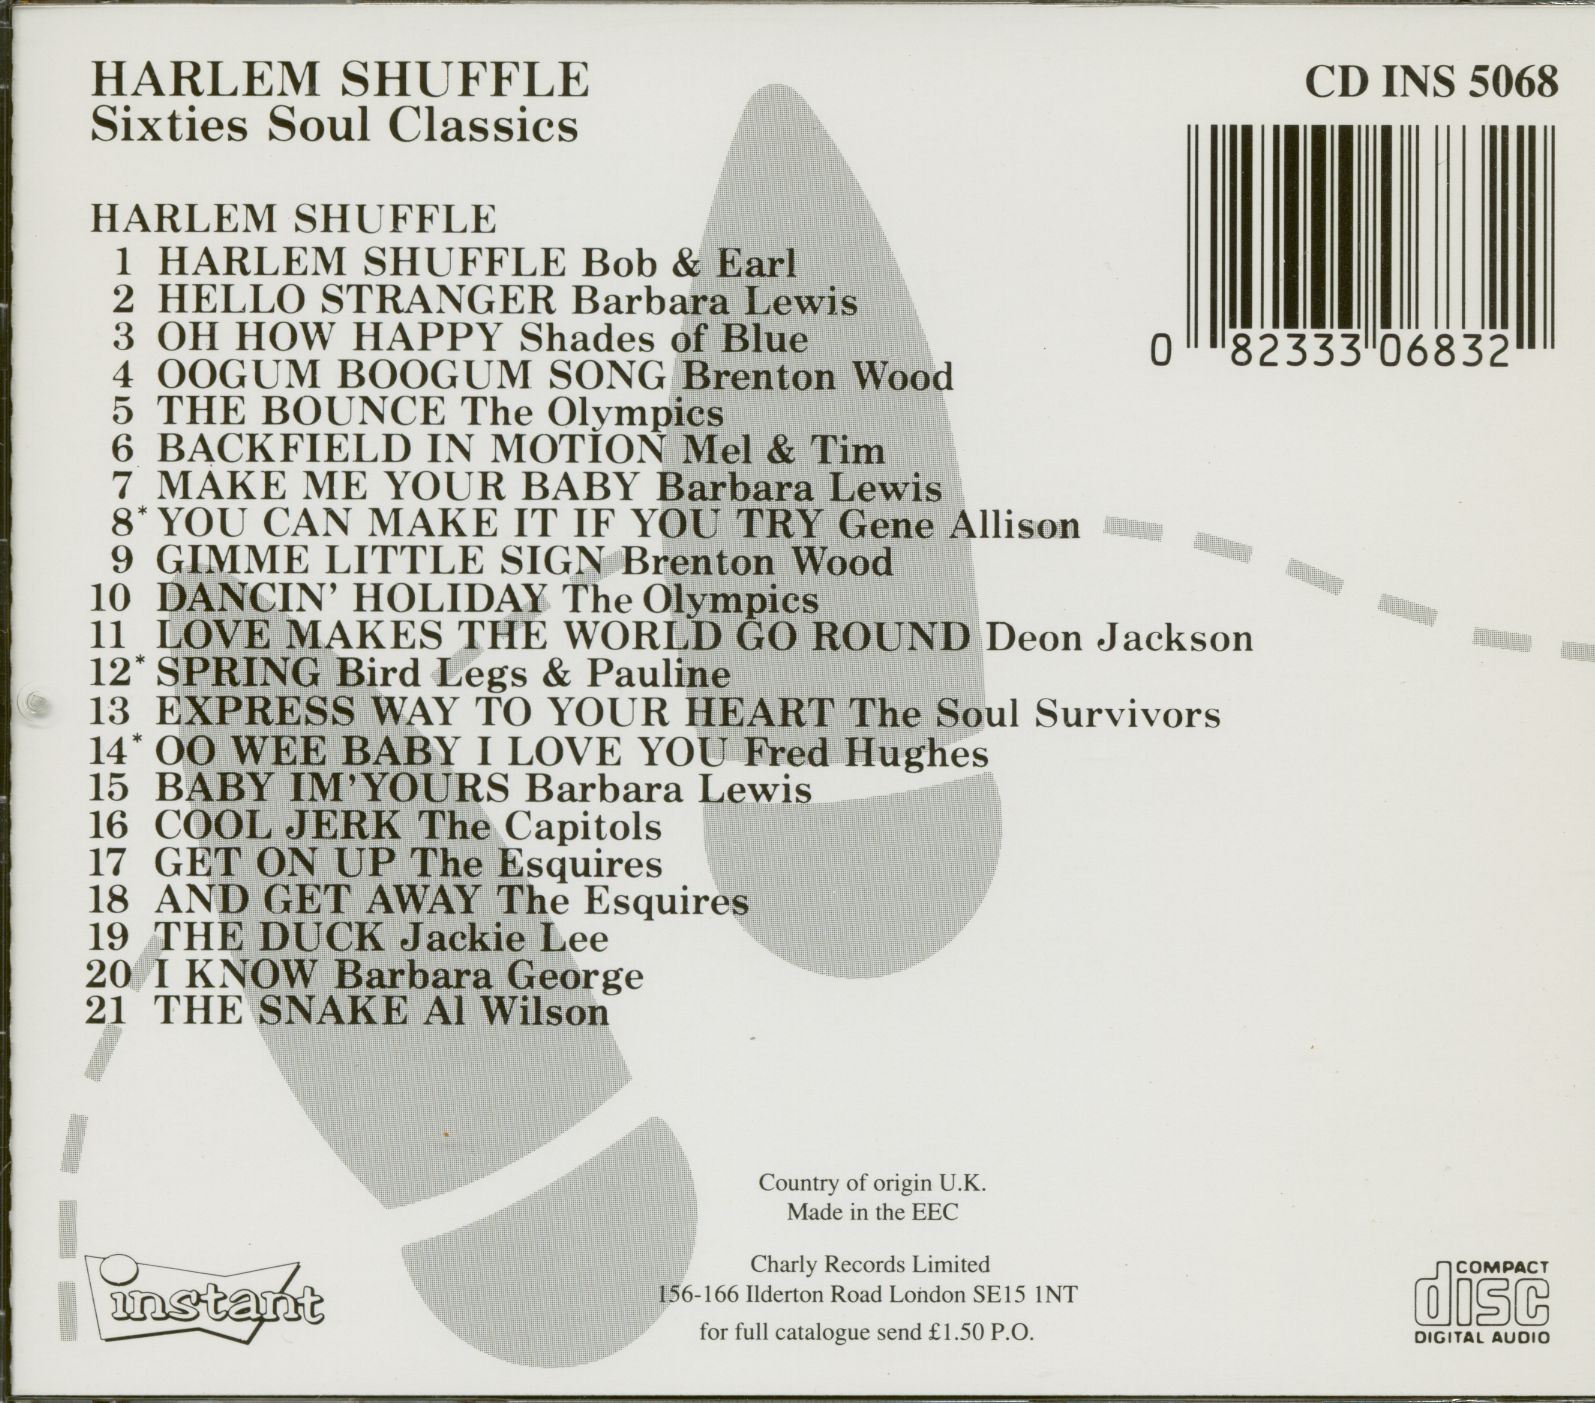 HARLEM SHUFFLE
Sixties Soul Classics
CD INS 5068
0 82333 06832
HARLEM SHUFFLE
1 HARLEM SHUFFLE Bob & Earl
2 HELLO STRANGER Barbara Lewis
3 OH HOW HAPPY Shades of Blue
4 OOGUM BOOGUM SONG Brenton Wood
5 THE BOUNCE The Olympics
6 BACKFIELD IN MOTION Mel & Tim
7 MAKE ME YOUR BABY Barbara Lewis
8* YOU CAN MAKE IT IF YOU TRY Gene Allison
9 GIMME LITTLE SIGN Brenton Wood
10 DANCIN' HOLIDAY The Olympics
11 LOVE MAKES THE WORLD GO ROUND Deon Jackson
12* SPRING Bird Legs & Pauline
13 EXPRESS WAY TO YOUR HEART The Soul Survivors
14* OO WEE BABY I LOVE YOU Fred Hughes
15 BABY IM'YOURS Barbara Lewis
16 COOL JERK The Capitols
17 GET ON UP The Esquires
18 AND GET AWAY The Esquires
19 THE DUCK Jackie Lee
20 I KNOW Barbara George
21 THE SNAKE Al Wilson
Country of origin U.K.
Made in the EEC
Charly Records Limited
156-166 Ilderton Road London SE15 1NT
for full catalogue send £1.50 P.O.
instant
COMPACT
disc
DIGITAL AUDIO